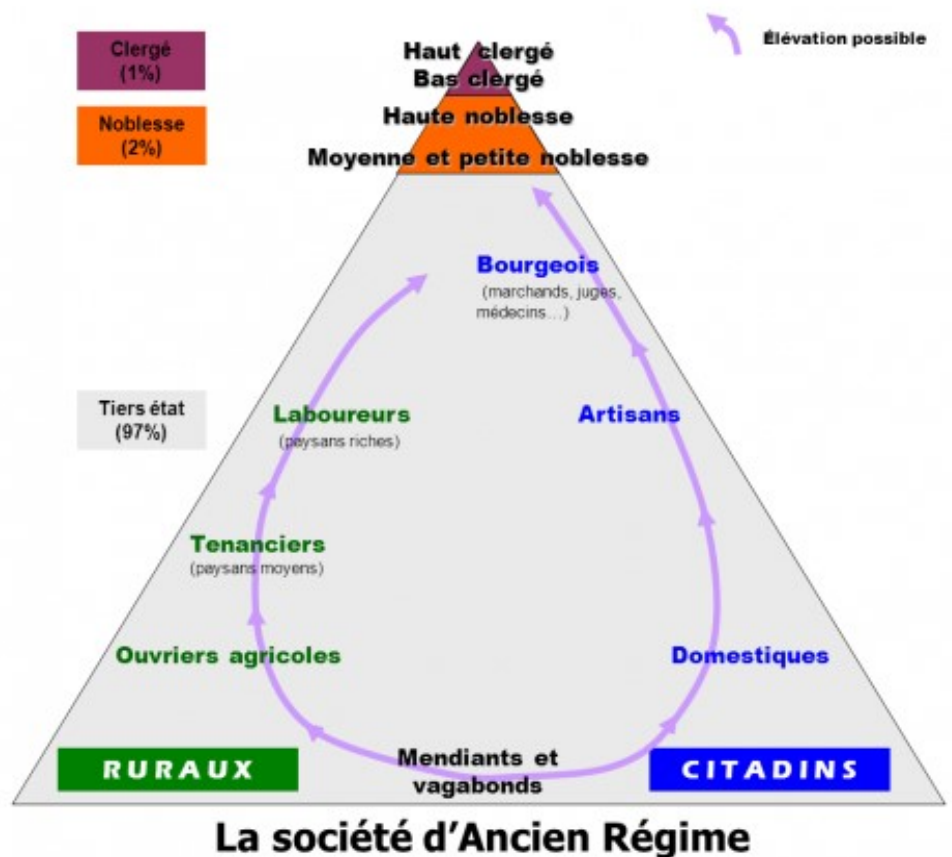 Clergé
(1%)
Haut clergé
Bas clergé
Élévation possible
Noblesse
(2%)
Haute noblesse
Moyenne et petite noblesse
Bourgeois
(marchands, juges,
médecins...)
Tiers état
(97%)
Laboureurs
(paysans riches)
Artisans
Tenanciers
(paysans moyens)
Ouvriers agricoles
Domestiques
RURAUX
Mendiants et
vagabonds
CITADINS
La société d'Ancien Régime